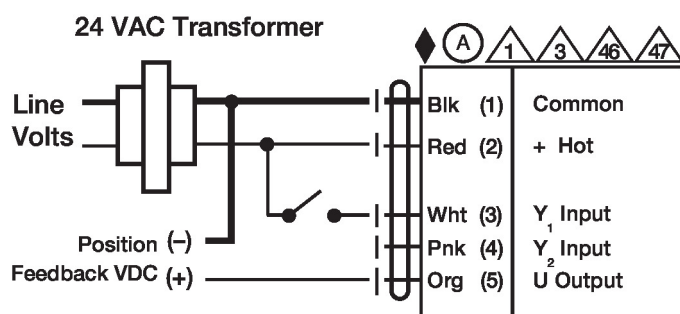 24 VAC Transformer
A 1 3 46 47
Line Volts
Blk (1) Common
Red (2) + Hot
Wht (3) Y1 Input
Pnk (4) Y2 Input
Org (5) U Output
Position (–)
Feedback VDC (+)